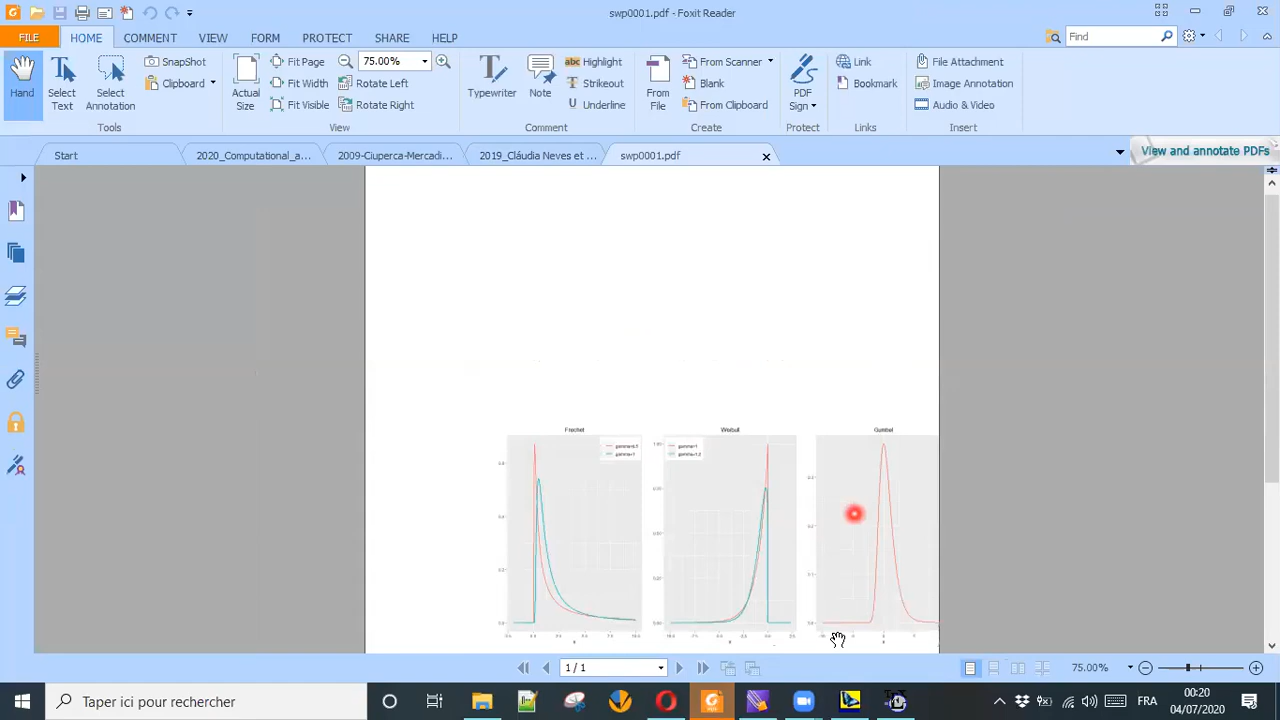 swp0001.pdf - Foxit Reader
FILE HOME COMMENT VIEW FORM PROTECT SHARE HELP Find
Hand Select Text Select Annotation SnapShot Clipboard
Actual Size Fit Page Fit Width Fit Visible 75.00% Rotate Left Rotate Right
Typewriter Note Highlight Strikeout Underline
From File From Scanner Blank From Clipboard
PDF Sign Link Bookmark File Attachment Image Annotation Audio & Video
Tools View Comment Create Protect Links Insert
Start 2020_Computational_a... 2009-Ciuperca-Mercadi... 2019_Cláudia Neves et ... swp0001.pdf View and annotate PDFs
Frechet Weibull Gumbel
1 / 1 75.00%
Taper ici pour rechercher FRA 00:20
04/07/2020